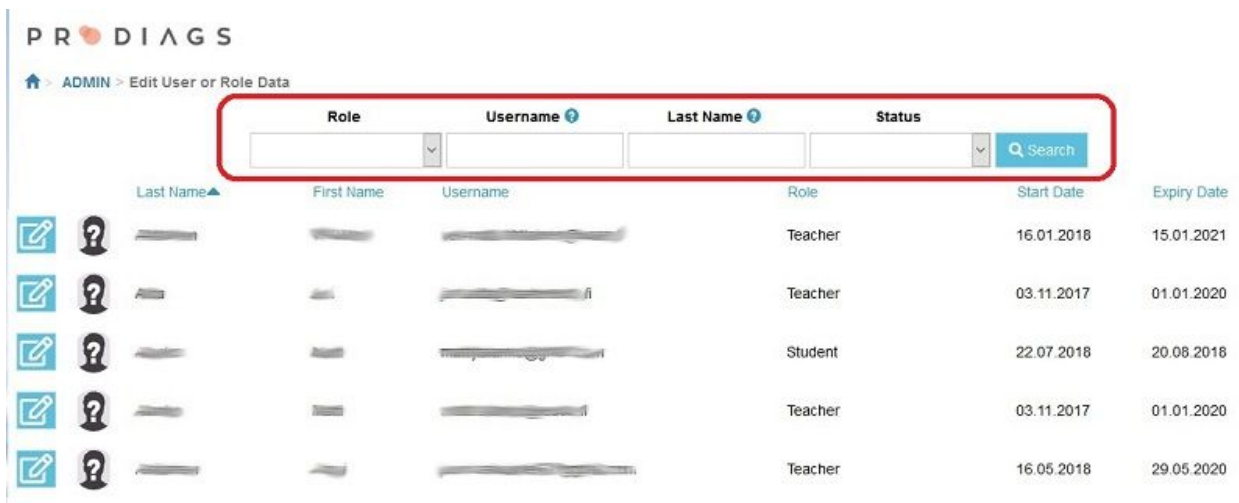 PRODIAGS
> ADMIN > Edit User or Role Data
Role Username ? Last Name ? Status
Search
Last Name First Name Username Role Start Date Expiry Date
? Teacher 16.01.2018 15.01.2021
? Teacher 03.11.2017 01.01.2020
? Student 22.07.2018 20.08.2018
? Teacher 03.11.2017 01.01.2020
? Teacher 16.05.2018 29.05.2020